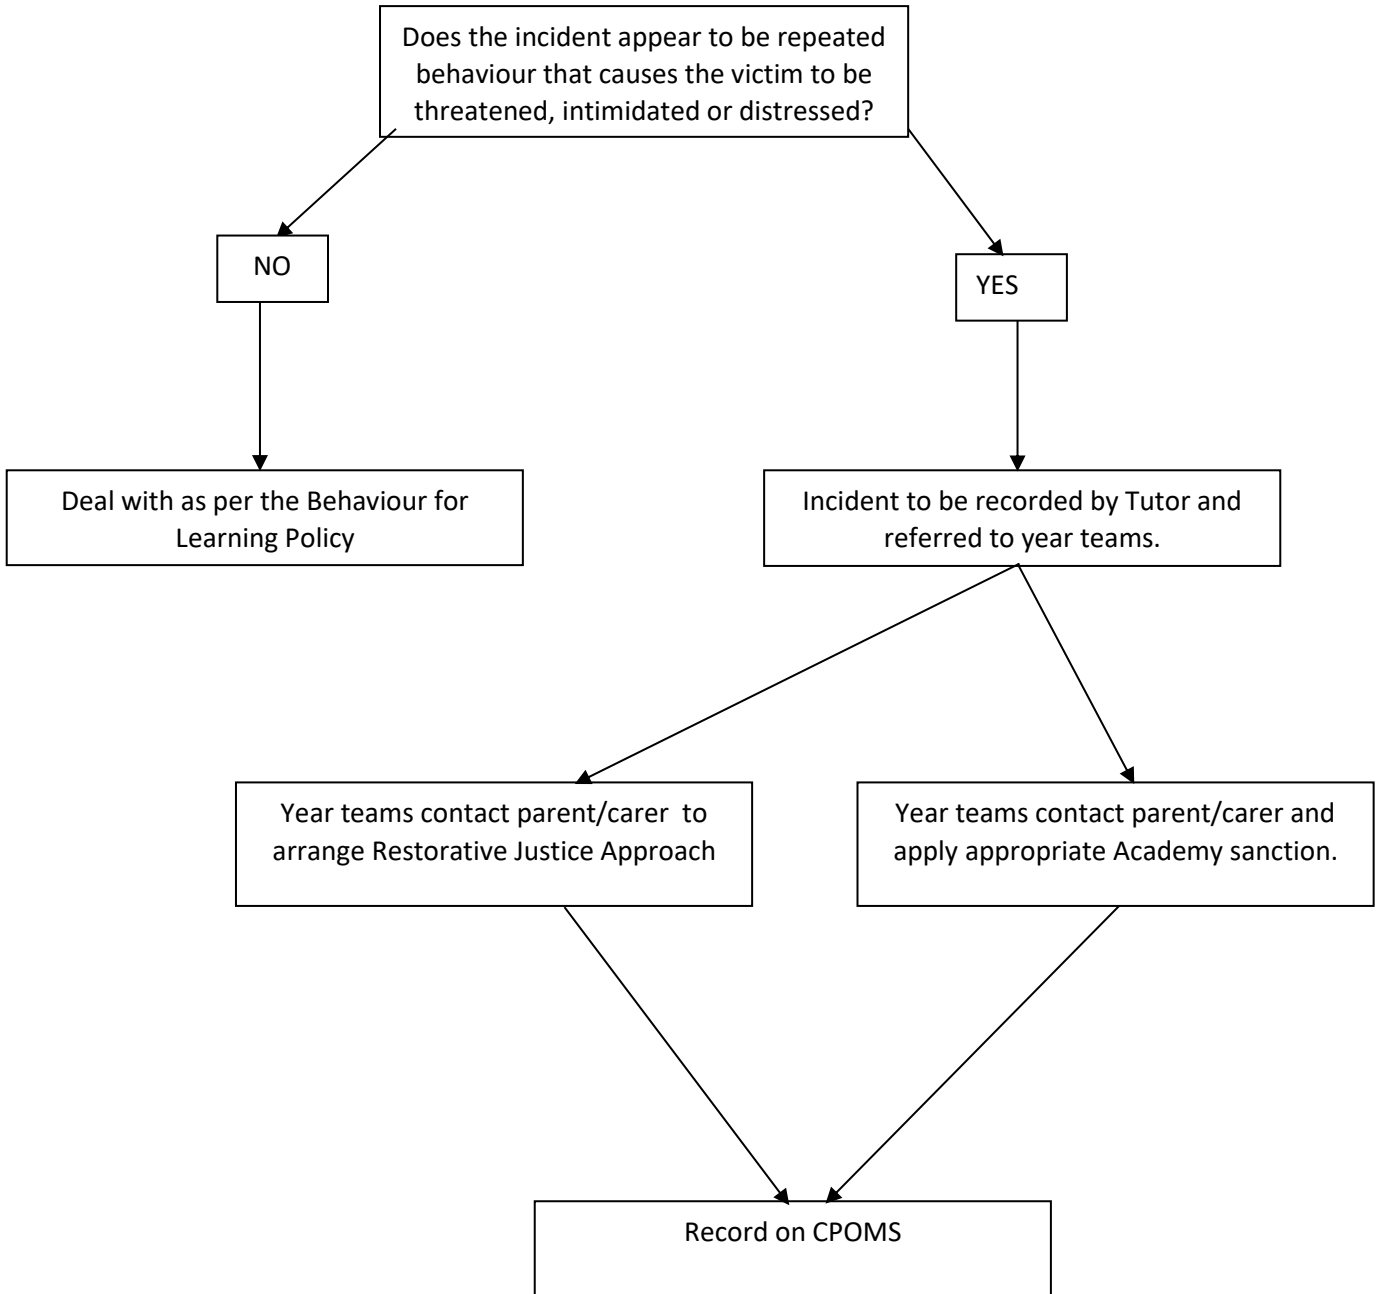 Does the incident appear to be repeated
behaviour that causes the victim to be
threatened, intimidated or distressed?
NO
YES
Deal with as per the Behaviour for
Learning Policy
Incident to be recorded by Tutor and
referred to year teams.
Year teams contact parent/carer  to
arrange Restorative Justice Approach
Year teams contact parent/carer and
apply appropriate Academy sanction.
Record on CPOMS